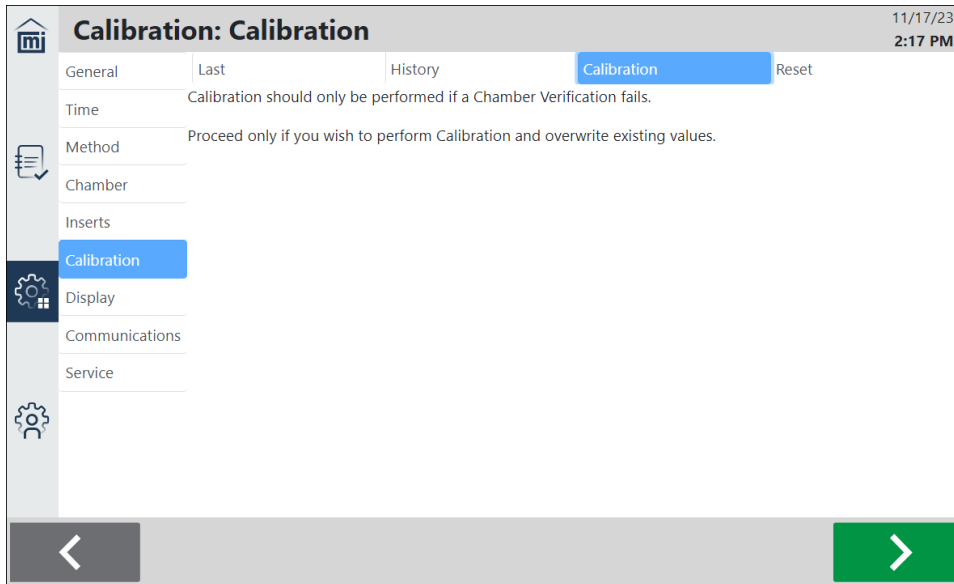 mi
Calibration: Calibration
11/17/23
2:17 PM
General
Time
Method
Chamber
Inserts
Calibration
Display
Communications
Service
Last
History
Calibration
Reset
Calibration should only be performed if a Chamber Verification fails.
Proceed only if you wish to perform Calibration and overwrite existing values.